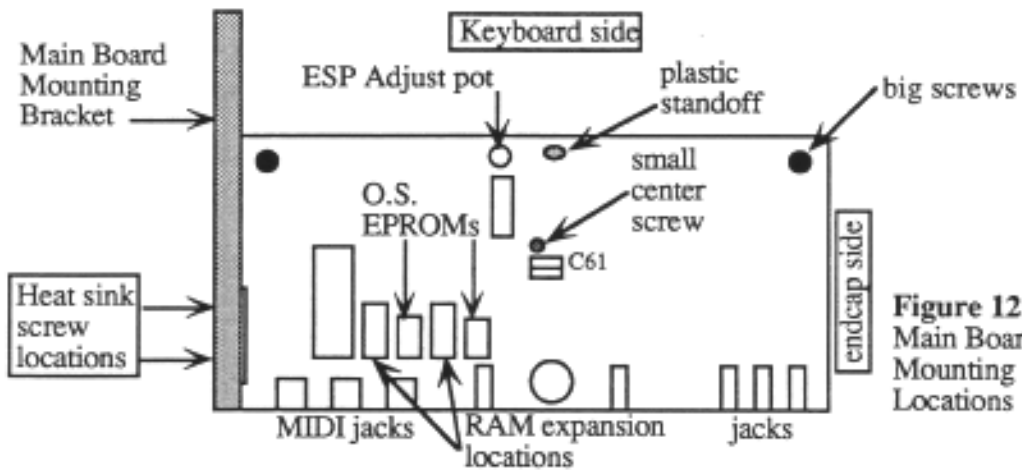 Keyboard side
Main Board
Mounting
Bracket
ESP Adjust pot
plastic
standoff
big screws
small
center
screw
O.S.
EPROMs
C61
endcap side
Heat sink
screw
locations
Figure 12
Main Boar
Mounting
Locations
MIDI jacks
RAM expansion
locations
jacks